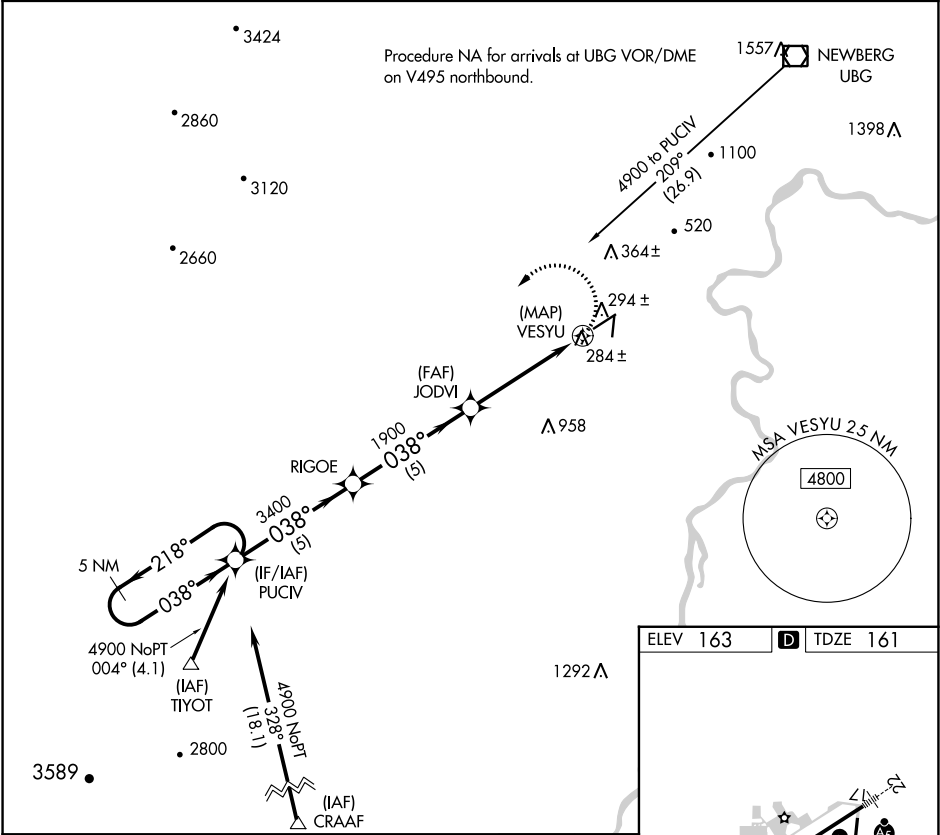 3424
Procedure NA for arrivals at UBG VOR/DME
on V495 northbound.
1557
NEWBERG
UBG
2860
1398
4900 to PUCIV
209°
(26.9)
1100
3120
520
2660
364±
(MAP)
VESYU
294 ±
284 ±
(FAF)
JODVI
958
1900
038°
(5)
RIGOE
MSA VESYU 25 NM
4800
3400
038°
(5)
5 NM
218°
038°
(IF/IAF)
PUCIV
4900 NoPT
004° (4.1)
(IAF)
TIYOT
4900 NoPT
328°
(18.1)
1292
ELEV 163
D
TDZE 161
2800
3589
(IAF)
CRAAF
22
17
A5